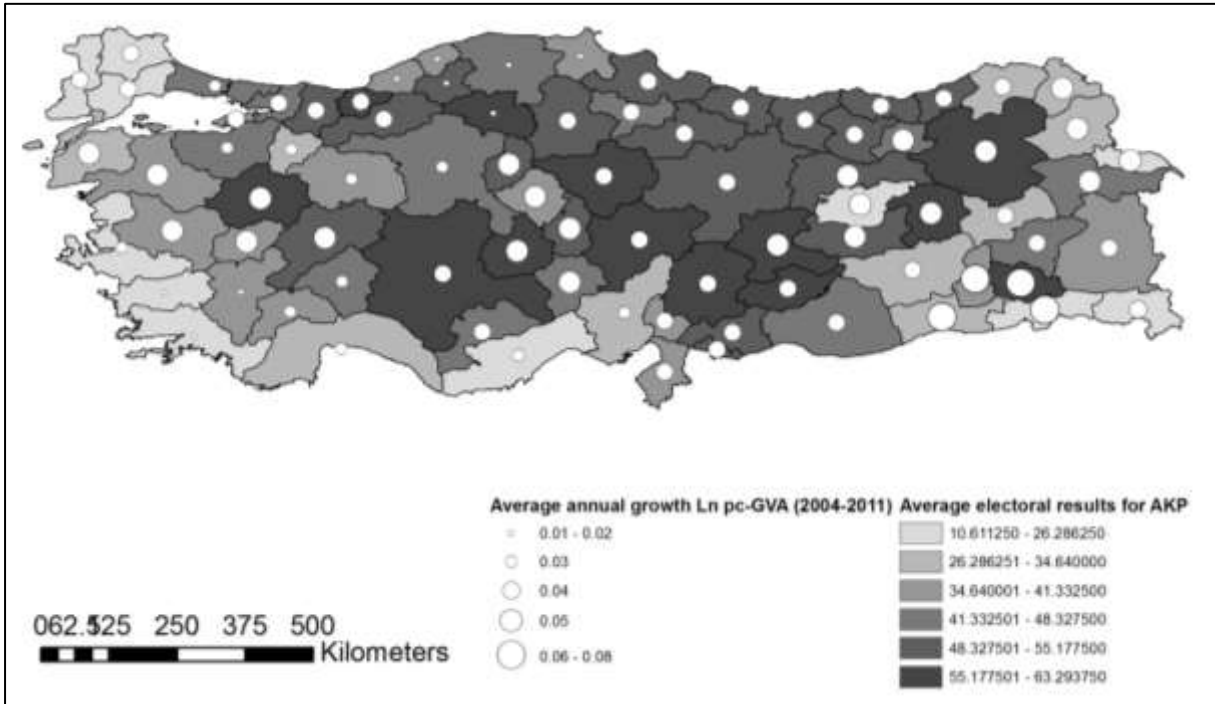 Average annual growth Ln pc-GVA (2004-2011)
0.01 - 0.02
0.03
0.04
0.05
0.06 - 0.08
Average electoral results for AKP
10.611250 - 26.286250
26.286251 - 34.640000
34.640001 - 41.332500
41.332501 - 48.327500
48.327501 - 55.177500
55.177501 - 63.293750
062.5125 250 375 500
Kilometers